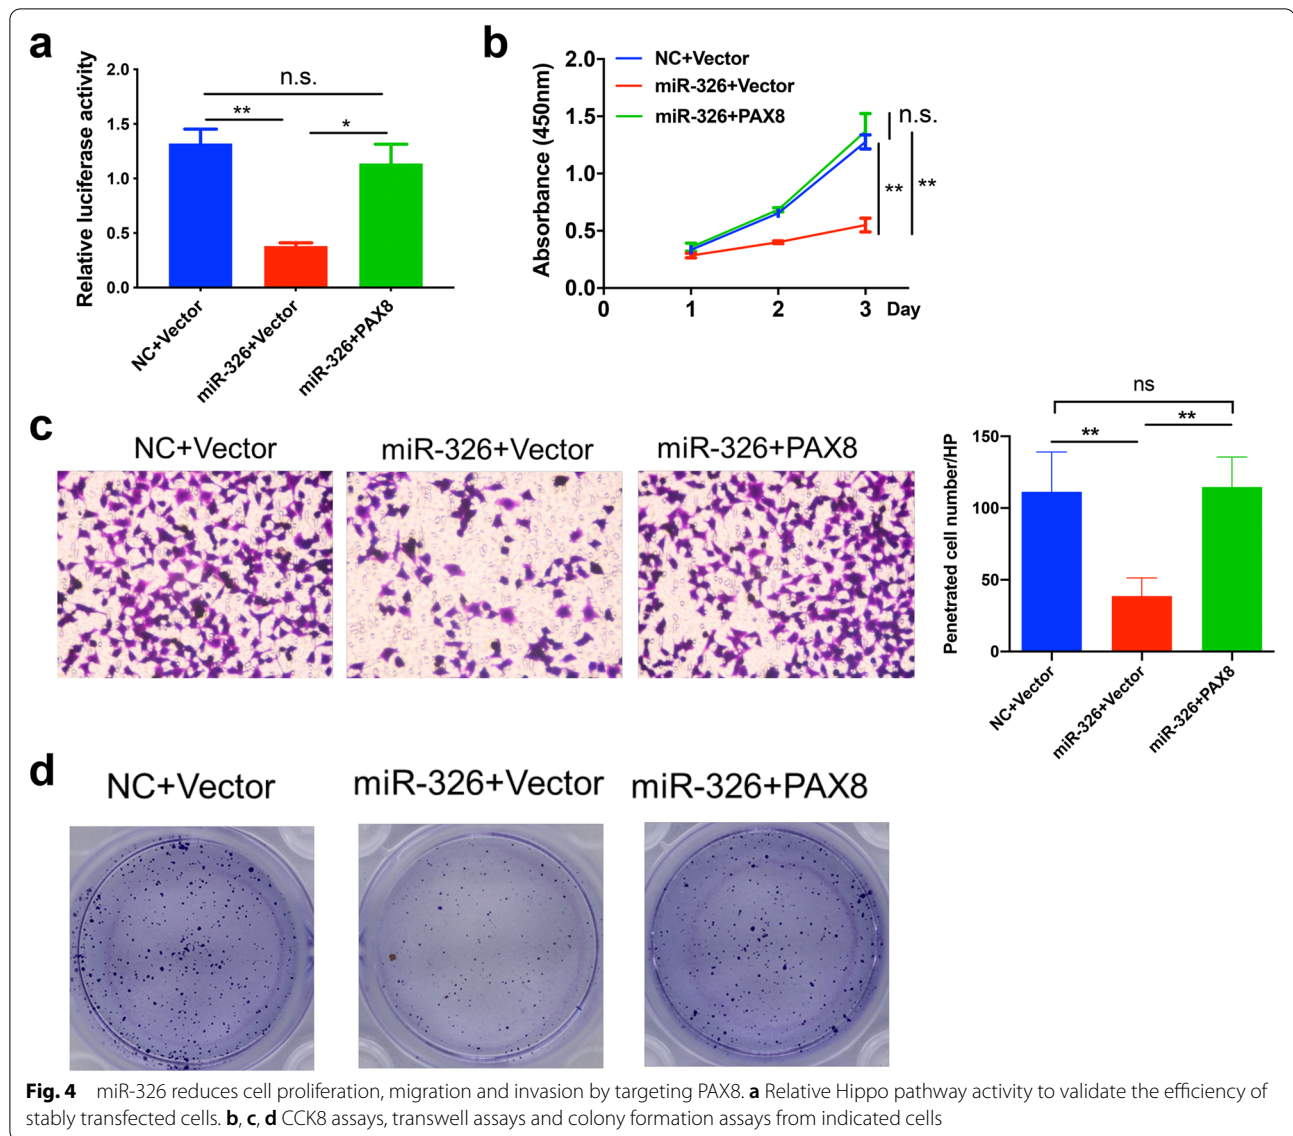 a
Relative luciferase activity
2.0
1.5
1.0
0.5
0.0
n.s.
**
*
NC+Vector
miR-326+Vector
miR-326+PAX8
b
Absorbance (450nm)
2.0
1.5
1.0
0.5
0.0
NC+Vector
miR-326+Vector
miR-326+PAX8
n.s.
**
**
0 1 2 3 Day
c
NC+Vector
miR-326+Vector
miR-326+PAX8
Penetrated cell number/HP
150
100
50
0
ns
**
**
NC+Vector
miR-326+Vector
miR-326+PAX8
d
NC+Vector
miR-326+Vector
miR-326+PAX8
Fig. 4 miR-326 reduces cell proliferation, migration and invasion by targeting PAX8. a Relative Hippo pathway activity to validate the efficiency of
stably transfected cells. b, c, d CCK8 assays, transwell assays and colony formation assays from indicated cells